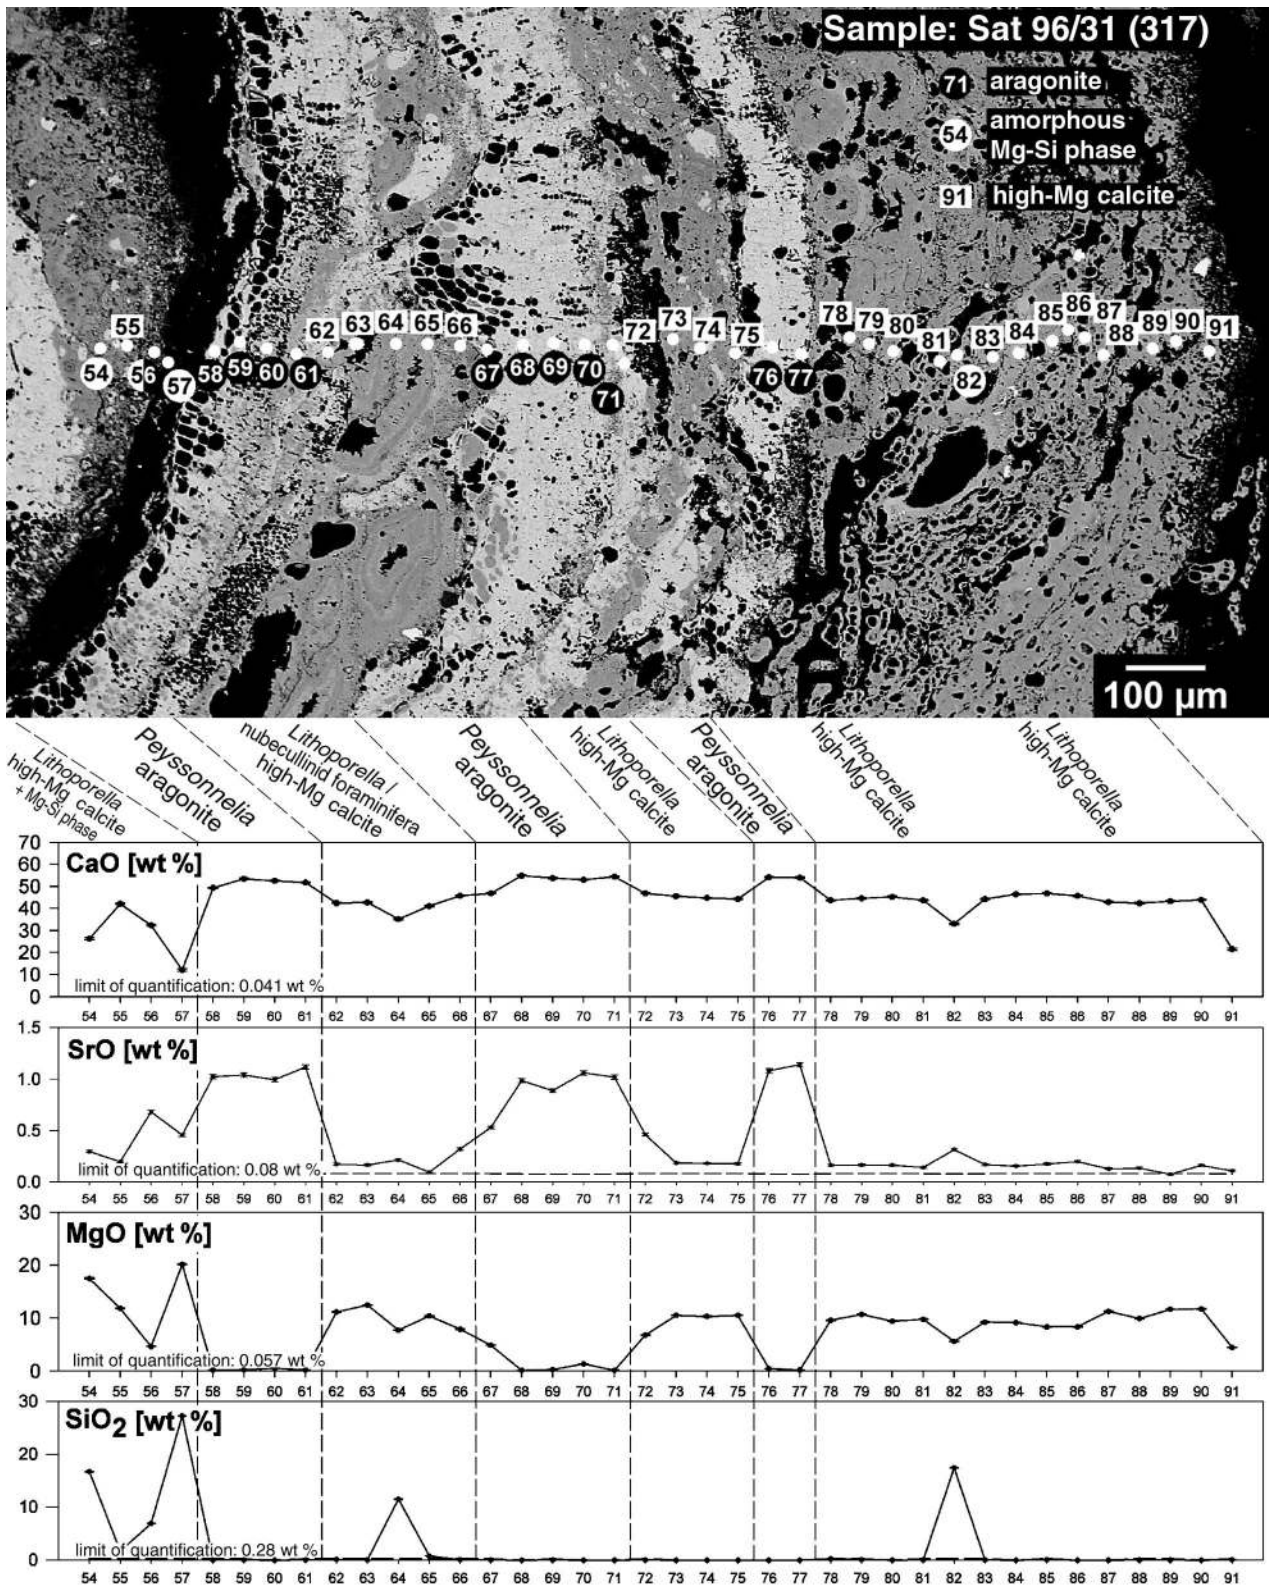 Sample: Sat 96/31 (317)
71 aragonite
54 amorphous
Mg-Si phase
91 high-Mg calcite
55 62 63 64 65 66 72 73 74 75 78 79 80 81 83 84 85 86 87 88 89 90 91
54 56 57 58 59 60 61 67 68 69 70 71 76 77 82
100 µm
Lithoporella
high-Mg calcite
+ Mg-Si phase
Peyssonnelia
aragonite
Lithoporella /
nubecullinid foraminifera
high-Mg calcite
Peyssonnelia
aragonite
Lithoporella
high-Mg calcite
Peyssonnelia
aragonite
Lithoporella
high-Mg calcite
Lithoporella
high-Mg calcite
CaO [wt %]
70
60
50
40
30
20
10
0
limit of quantification: 0.041 wt %
54 55 56 57 58 59 60 61 62 63 64 65 66 67 68 69 70 71 72 73 74 75 76 77 78 79 80 81 82 83 84 85 86 87 88 89 90 91
SrO [wt %]
1.5
1.0
0.5
0.0
limit of quantification: 0.08 wt %
54 55 56 57 58 59 60 61 62 63 64 65 66 67 68 69 70 71 72 73 74 75 76 77 78 79 80 81 82 83 84 85 86 87 88 89 90 91
MgO [wt %]
30
20
10
0
limit of quantification: 0.057 wt %
54 55 56 57 58 59 60 61 62 63 64 65 66 67 68 69 70 71 72 73 74 75 76 77 78 79 80 81 82 83 84 85 86 87 88 89 90 91
SiO2 [wt %]
30
20
10
0
limit of quantification: 0.28 wt %
54 55 56 57 58 59 60 61 62 63 64 65 66 67 68 69 70 71 72 73 74 75 76 77 78 79 80 81 82 83 84 85 86 87 88 89 90 91